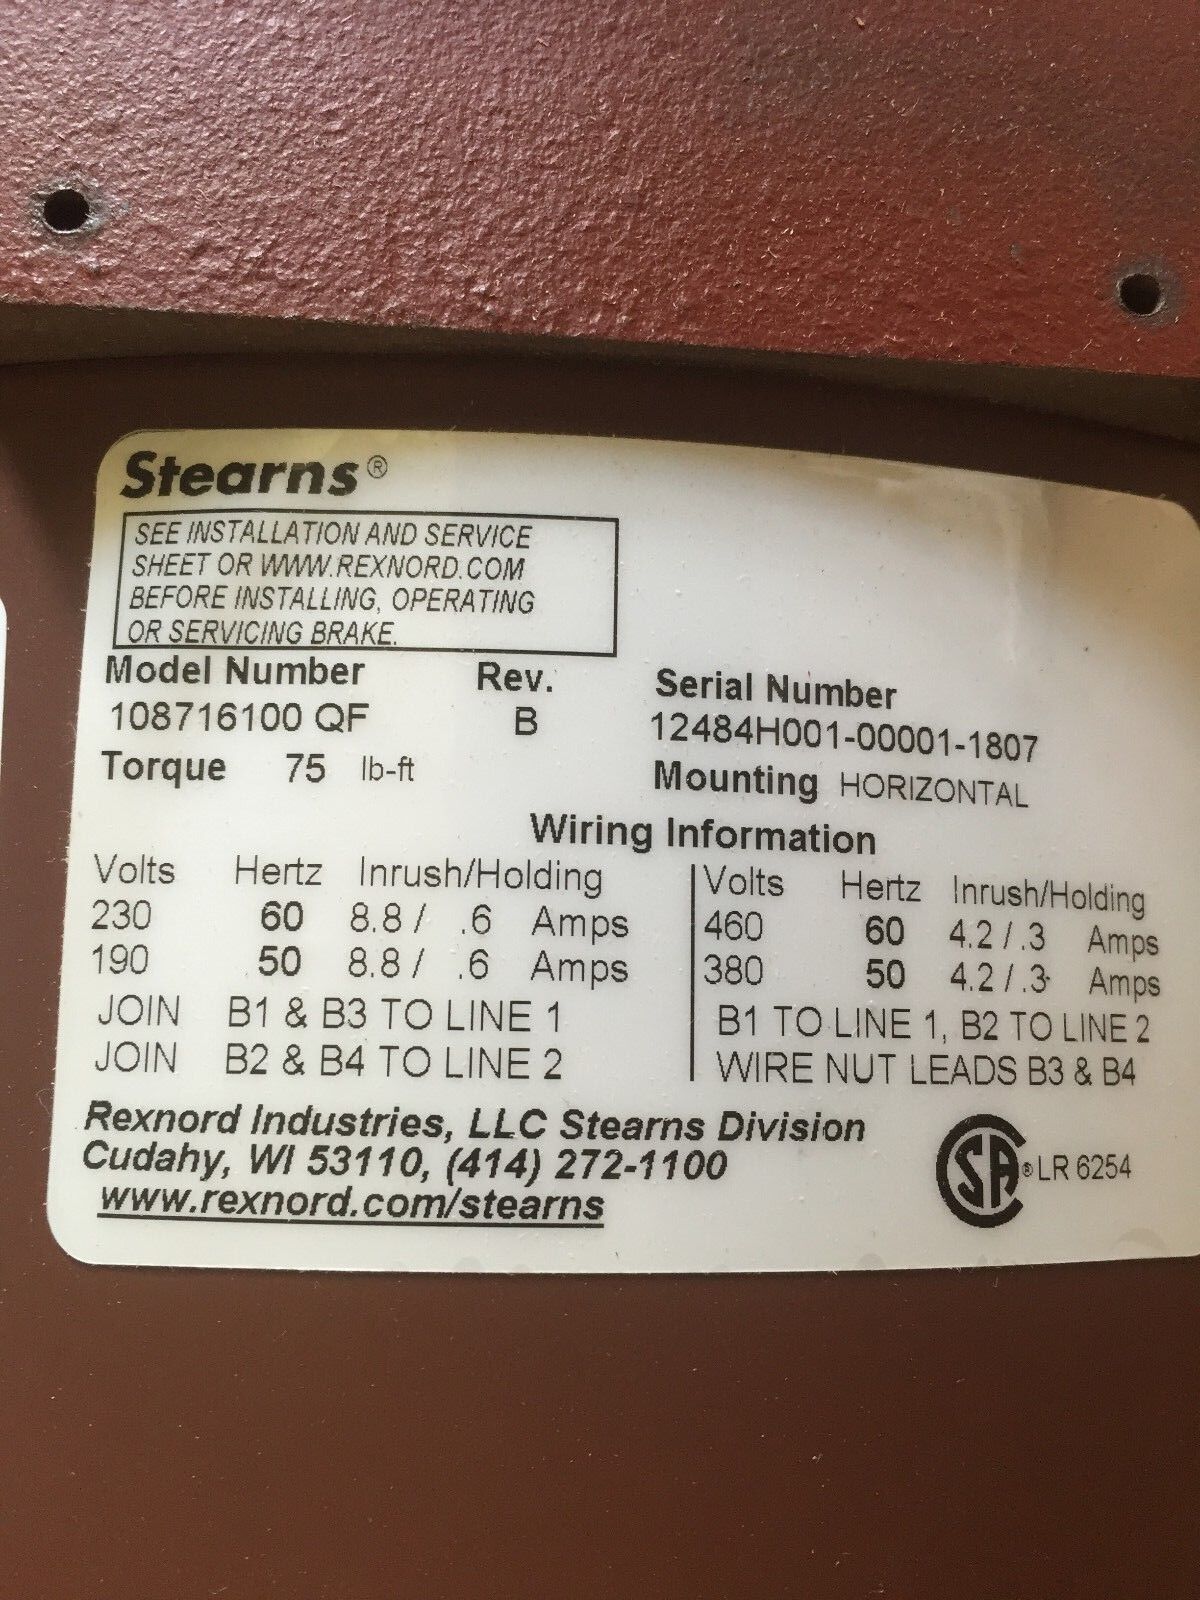 Stearns®
SEE INSTALLATION AND SERVICE
SHEET OR WWW.REXNORD.COM
BEFORE INSTALLING, OPERATING
OR SERVICING BRAKE.
Model Number Rev. Serial Number
108716100 QF B 12484H001-00001-1807
Torque 75 lb-ft Mounting HORIZONTAL
Wiring Information
Volts Hertz Inrush/Holding
230 60 8.8 / .6 Amps
190 50 8.8 / .6 Amps
JOIN B1 & B3 TO LINE 1
JOIN B2 & B4 TO LINE 2
Volts Hertz Inrush/Holding
460 60 4.2 / .3 Amps
380 50 4.2 / .3 Amps
B1 TO LINE 1, B2 TO LINE 2
WIRE NUT LEADS B3 & B4
Rexnord Industries, LLC Stearns Division
Cudahy, WI 53110, (414) 272-1100
www.rexnord.com/stearns
CSA® LR 6254